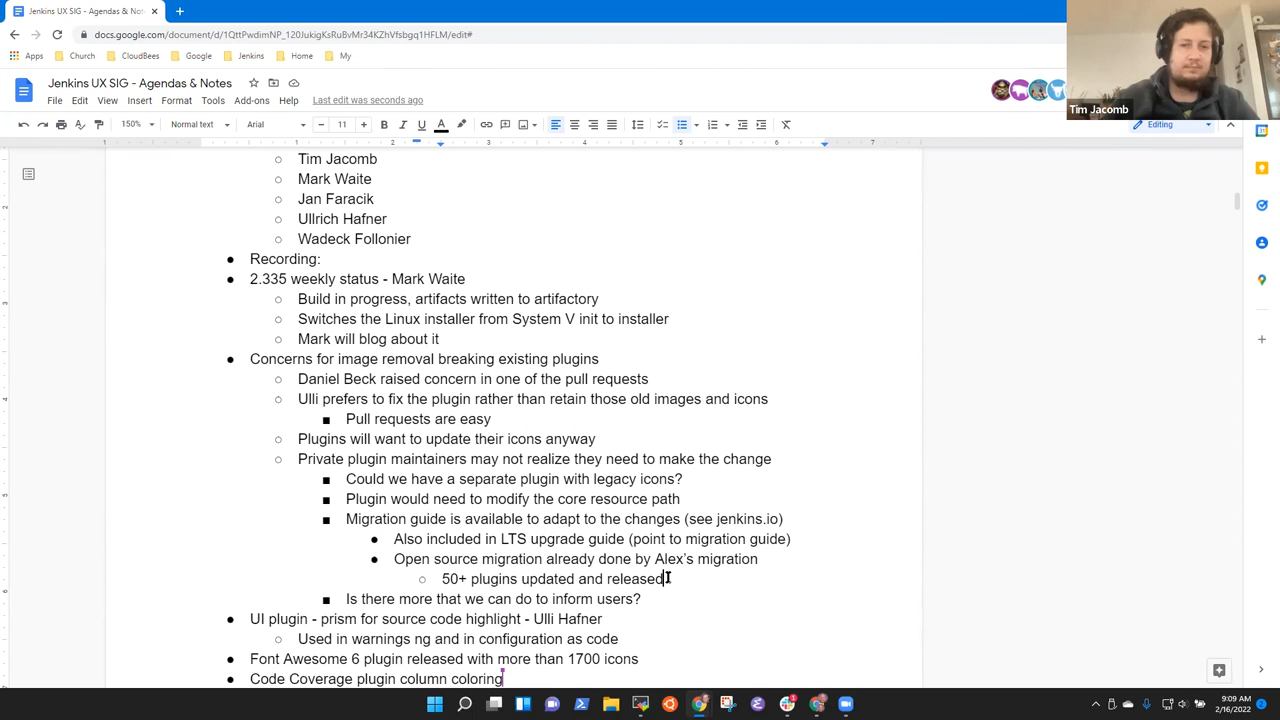 Jenkins UX SIG - Agendas & Not
docs.google.com/document/d/1QttPwdimNP_120JukigKsRuBvMr34KZhVfsbgq1HFLM/edit#
Apps Church CloudBees Google Jenkins Home My
Jenkins UX SIG - Agendas & Notes
File Edit View Insert Format Tools Add-ons Help Last edit was seconds ago
Tim Jacomb
150% Normal text Arial 11 Editing
1 1 2 3 4 5 6 7
○ Tim Jacomb
○ Mark Waite
○ Jan Faracik
○ Ullrich Hafner
○ Wadeck Follonier
● Recording:
● 2.335 weekly status - Mark Waite
○ Build in progress, artifacts written to artifactory
○ Switches the Linux installer from System V init to installer
○ Mark will blog about it
● Concerns for image removal breaking existing plugins
○ Daniel Beck raised concern in one of the pull requests
○ Ulli prefers to fix the plugin rather than retain those old images and icons
■ Pull requests are easy
○ Plugins will want to update their icons anyway
○ Private plugin maintainers may not realize they need to make the change
■ Could we have a separate plugin with legacy icons?
■ Plugin would need to modify the core resource path
■ Migration guide is available to adapt to the changes (see jenkins.io)
● Also included in LTS upgrade guide (point to migration guide)
● Open source migration already done by Alex's migration
○ 50+ plugins updated and released
■ Is there more that we can do to inform users?
● UI plugin - prism for source code highlight - Ulli Hafner
○ Used in warnings ng and in configuration as code
● Font Awesome 6 plugin released with more than 1700 icons
● Code Coverage plugin column coloring
9:09 AM
2/16/2022